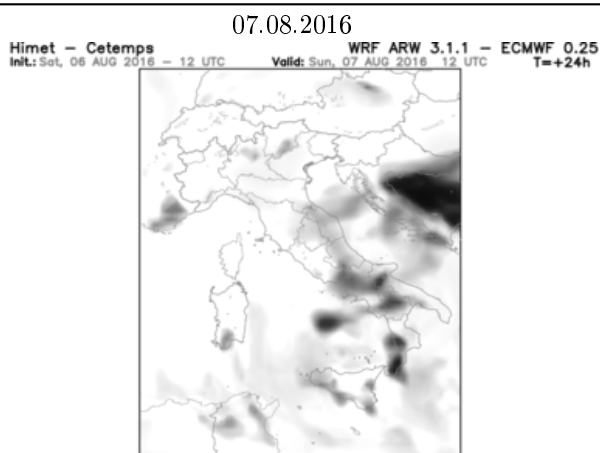 07.08.2016
Himet – Cetemps WRF ARW 3.1.1 – ECMWF 0.25
Init.: Sat, 06 AUG 2016 – 12 UTC Valid: Sun, 07 AUG 2016 12 UTC T=+24h